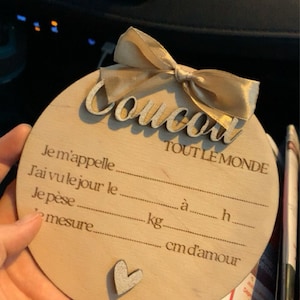 Coucou
TOUT LE MONDE
Je m'appelle
J'ai vu le jour le à h
Je pèse kg
Je mesure cm d'amour